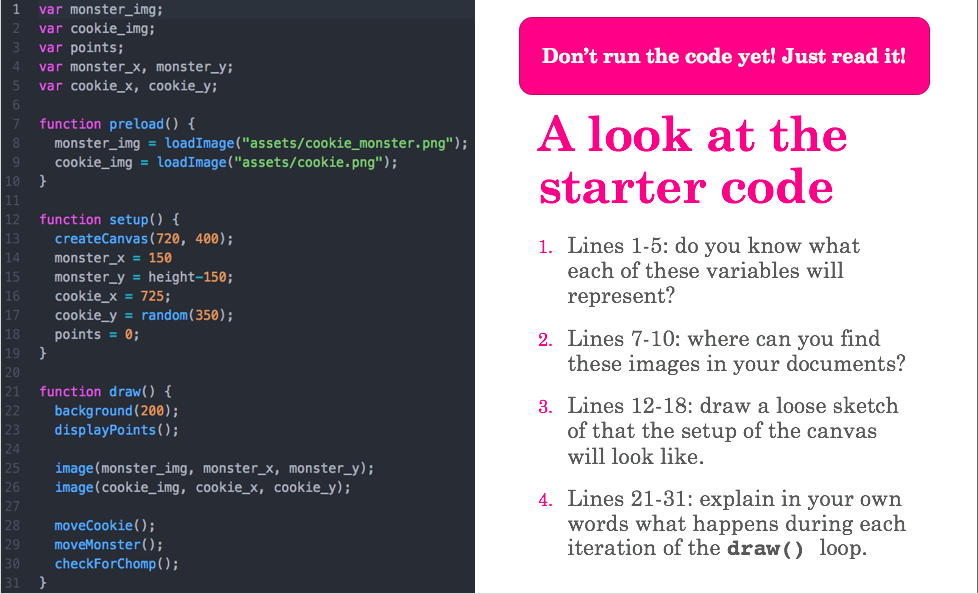 1 var monster_img;
2 var cookie_img;
3 var points;
4 var monster_x, monster_y;
5 var cookie_x, cookie_y;
6
7 function preload() {
8   monster_img = loadImage("assets/cookie_monster.png");
9   cookie_img = loadImage("assets/cookie.png");
10 }
11
12 function setup() {
13   createCanvas(720, 400);
14   monster_x = 150
15   monster_y = height-150;
16   cookie_x = 725;
17   cookie_y = random(350);
18   points = 0;
19 }
20
21 function draw() {
22   background(200);
23   displayPoints();
24
25   image(monster_img, monster_x, monster_y);
26   image(cookie_img, cookie_x, cookie_y);
27
28   moveCookie();
29   moveMonster();
30   checkForChomp();
31 }
Don’t run the code yet! Just read it!
A look at the
starter code
1. Lines 1-5: do you know what
each of these variables will
represent?
2. Lines 7-10: where can you find
these images in your documents?
3. Lines 12-18: draw a loose sketch
of that the setup of the canvas
will look like.
4. Lines 21-31: explain in your own
words what happens during each
iteration of the draw() loop.